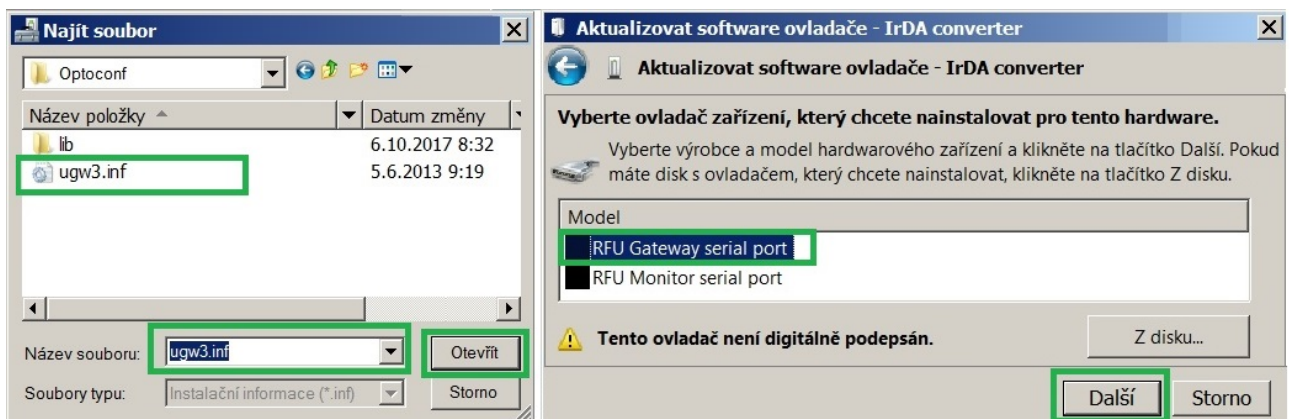 Najít soubor
Optoconf
Název položky
Datum změny
lib
6.10.2017 8:32
ugw3.inf
5.6.2013 9:19
Název souboru:
ugw3.inf
Otevřít
Soubory typu:
Instalační informace (*.inf)
Storno
Aktualizovat software ovladače - IrDA converter
Aktualizovat software ovladače - IrDA converter
Vyberte ovladač zařízení, který chcete nainstalovat pro tento hardware.
Vyberte výrobce a model hardwarového zařízení a klikněte na tlačítko Další. Pokud
máte disk s ovladačem, který chcete nainstalovat, klikněte na tlačítko Z disku.
Model
RFU Gateway serial port
RFU Monitor serial port
Tento ovladač není digitálně podepsán.
Z disku...
Další
Storno